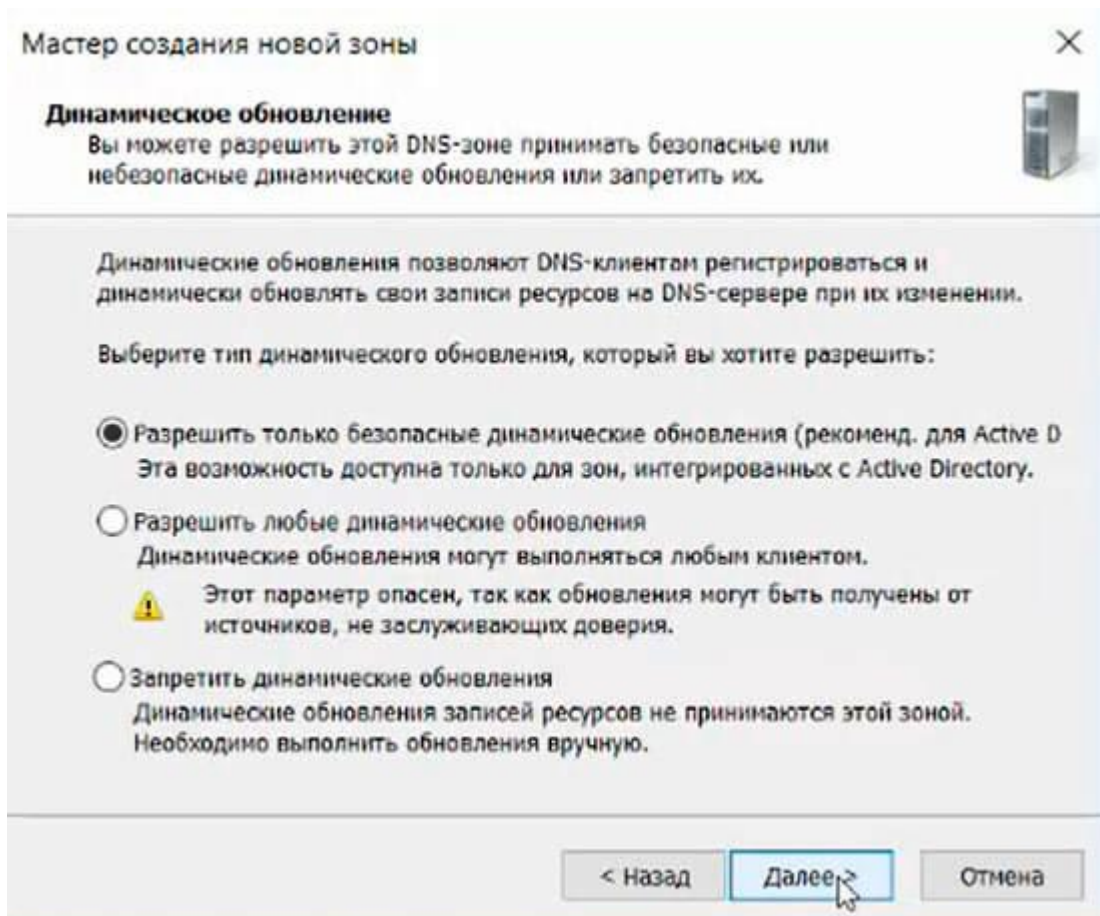 Мастер создания новой зоны
Динамическое обновление
Вы можете разрешить этой DNS-зоне принимать безопасные или
небезопасные динамические обновления или запретить их.
Динамические обновления позволяют DNS-клиентам регистрироваться и
динамически обновлять свои записи ресурсов на DNS-сервере при их изменении.
Выберите тип динамического обновления, который вы хотите разрешить:
Разрешить только безопасные динамические обновления (рекоменд. для Active D
Эта возможность доступна только для зон, интегрированных с Active Directory.
Разрешить любые динамические обновления
Динамические обновления могут выполняться любым клиентом.
Этот параметр опасен, так как обновления могут быть получены от
источников, не заслуживающих доверия.
Запретить динамические обновления
Динамические обновления записей ресурсов не принимаются этой зоной.
Необходимо выполнить обновления вручную.
< Назад Далее > Отмена